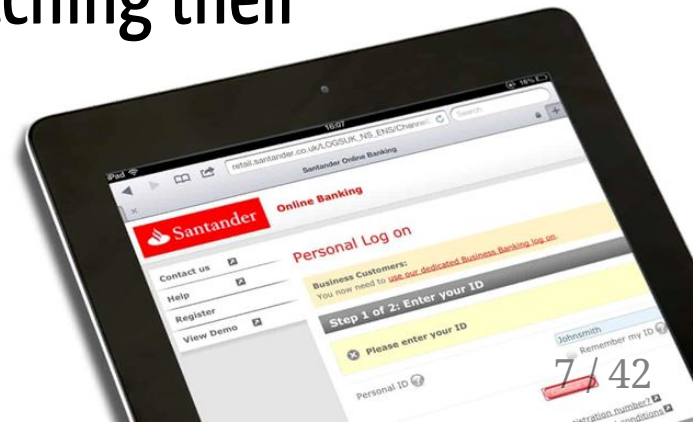 ching their
iPad 16:07 16%
retail.santander.co.uk/LOGSUK_NS_ENS/Channel Search
Santander Online Banking
Santander Online Banking
Contact us
Help
Register
View Demo
Personal Log on
Business Customers:
You now need to use our dedicated Business Banking log on.
Step 1 of 2: Enter your ID
Please enter your ID
Personal ID
Johnsmith
Remember my ID
7 / 42